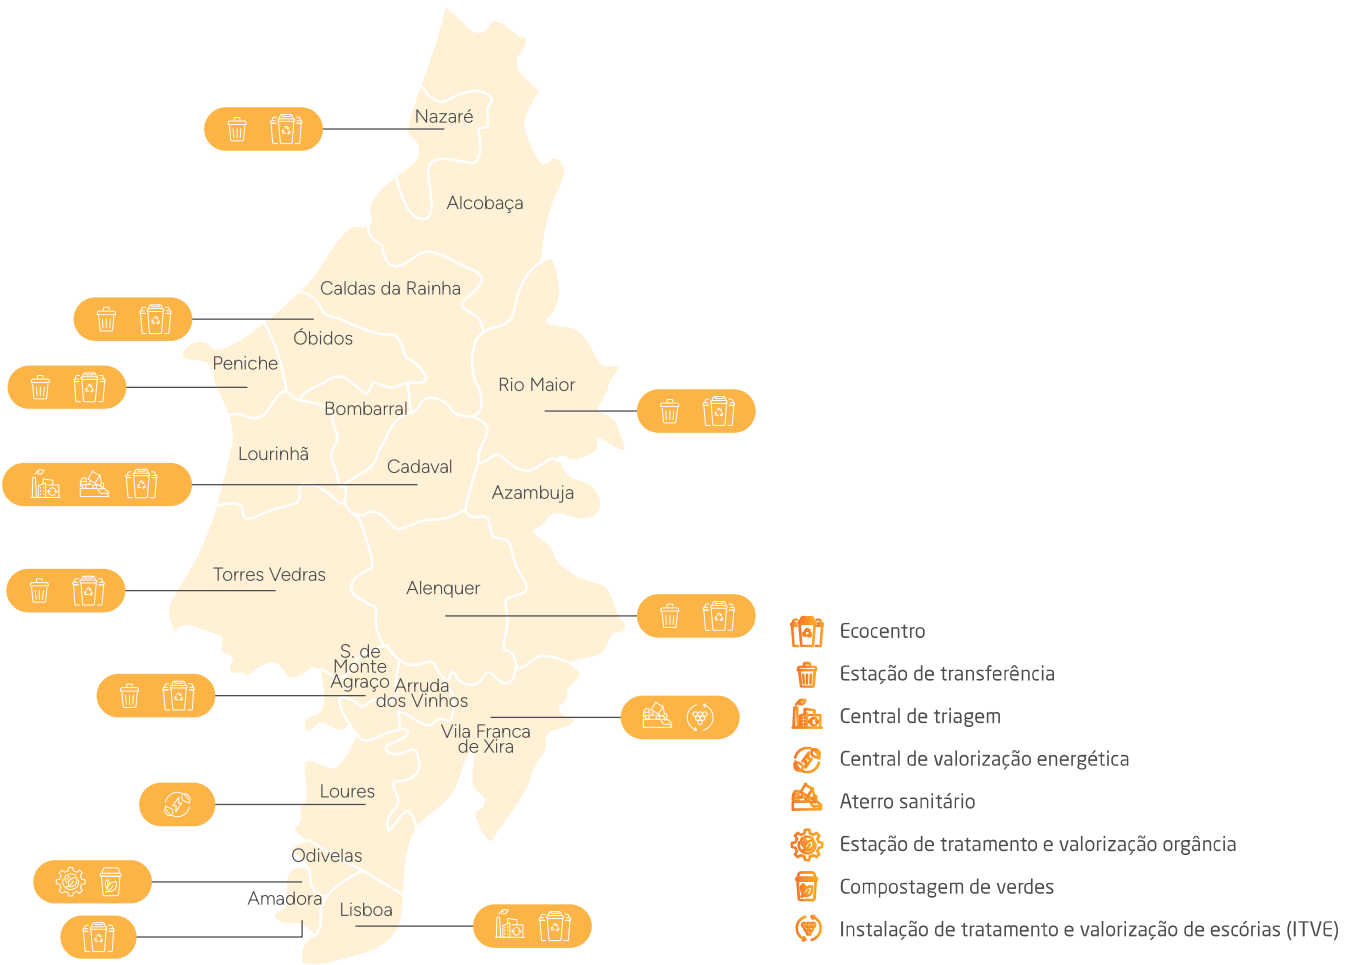 Nazaré
Alcobaça
Caldas da Rainha
Óbidos
Peniche
Rio Maior
Bombarral
Lourinhã
Cadaval
Azambuja
Torres Vedras
Alenquer
S. de
Monte
Agraço
Arruda
dos Vinhos
Vila Franca
de Xira
Loures
Odivelas
Amadora
Lisboa
Ecocentro
Estação de transferência
Central de triagem
Central de valorização energética
Aterro sanitário
Estação de tratamento e valorização orgância
Compostagem de verdes
Instalação de tratamento e valorização de escórias (ITVE)